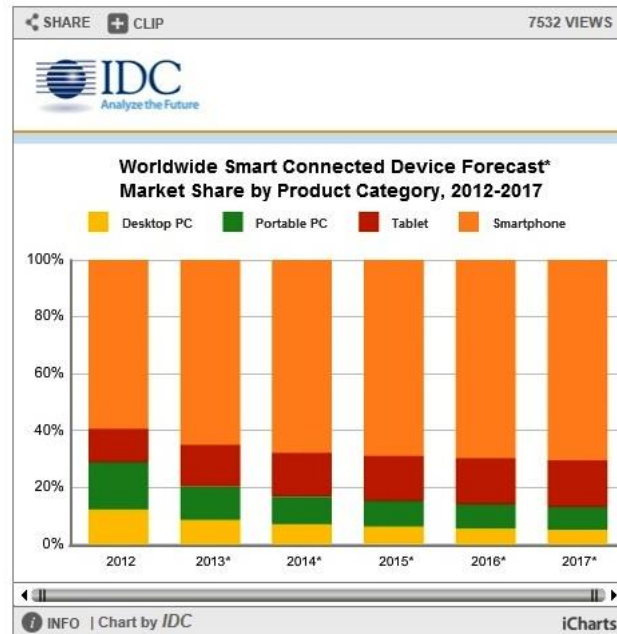 SHARE CLIP 7532 VIEWS
IDC
Analyze the Future
Worldwide Smart Connected Device Forecast*
Market Share by Product Category, 2012-2017
Desktop PC Portable PC Tablet Smartphone
100%
80%
60%
40%
20%
0%
2012 2013* 2014* 2015* 2016* 2017*
INFO | Chart by IDC iCharts